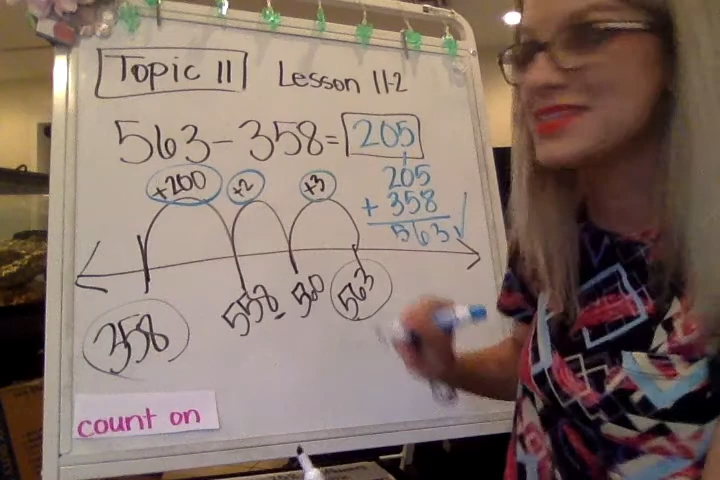 Topic 11 Lesson 11-2
563-358=205
+200 +2 +3
205
+ 358
563
358 558 560 563
count on